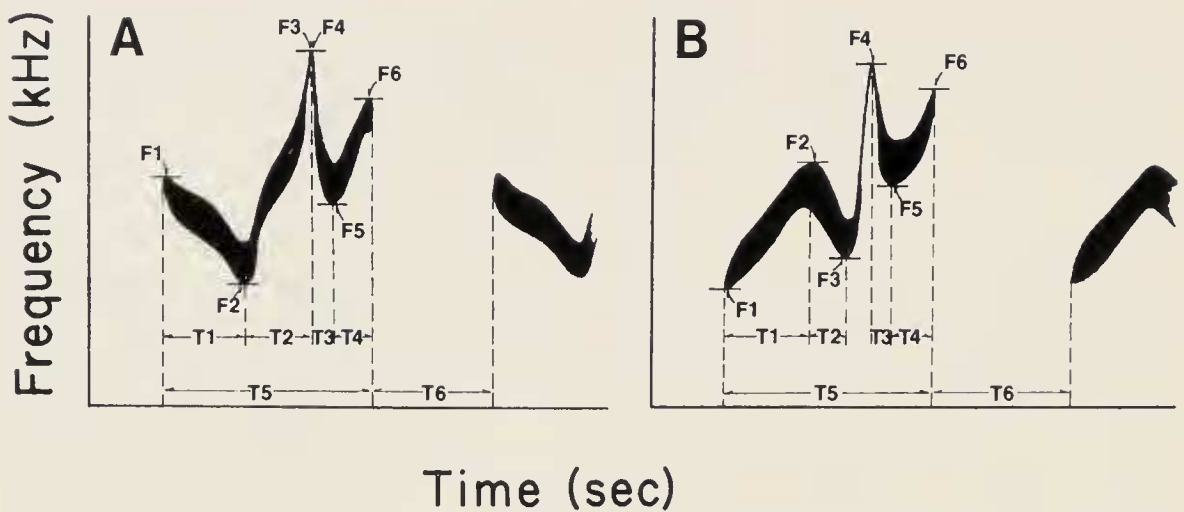 Frequency (kHz)
A
F1
F2
F3 F4
F5
F6
T1
T2
T3
T4
T5
T6
B
F1
F2
F3
F4
F5
F6
T1
T2
T3
T4
T5
T6
Time (sec)